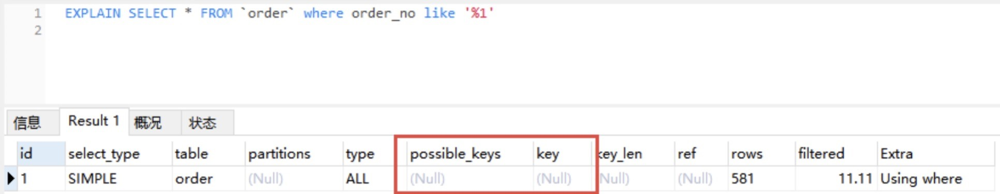 1 EXPLAIN SELECT * FROM `order` where order_no like '%1'
2
信息 Result 1 概况 状态
id select_type table partitions type possible_keys key key_len ref rows filtered Extra
1 SIMPLE order (Null) ALL (Null) (Null) (Null) (Null) 581 11.11 Using where